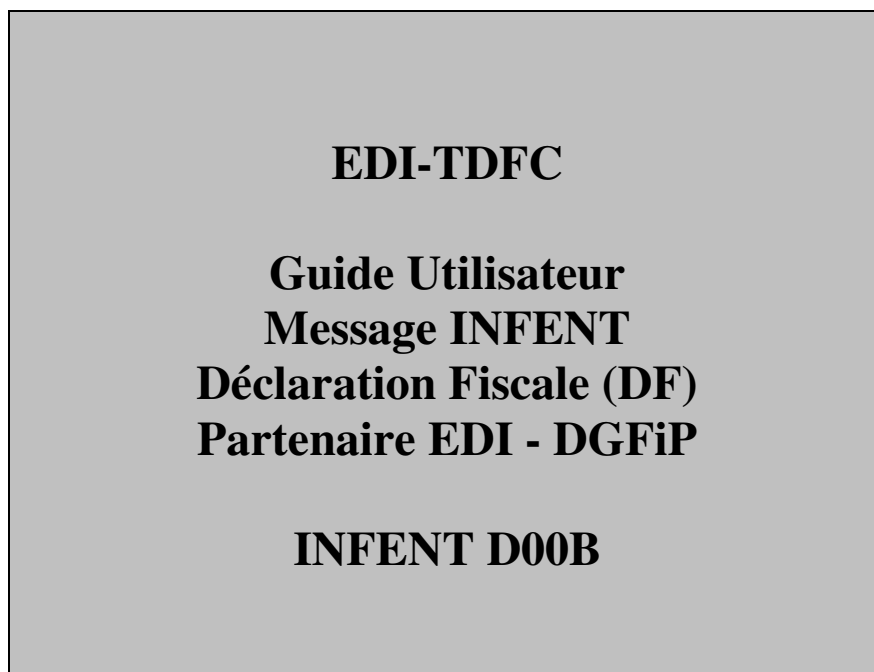 EDI-TDFC
Guide Utilisateur
Message INFENT
Déclaration Fiscale (DF)
Partenaire EDI - DGFiP
INFENT D00B